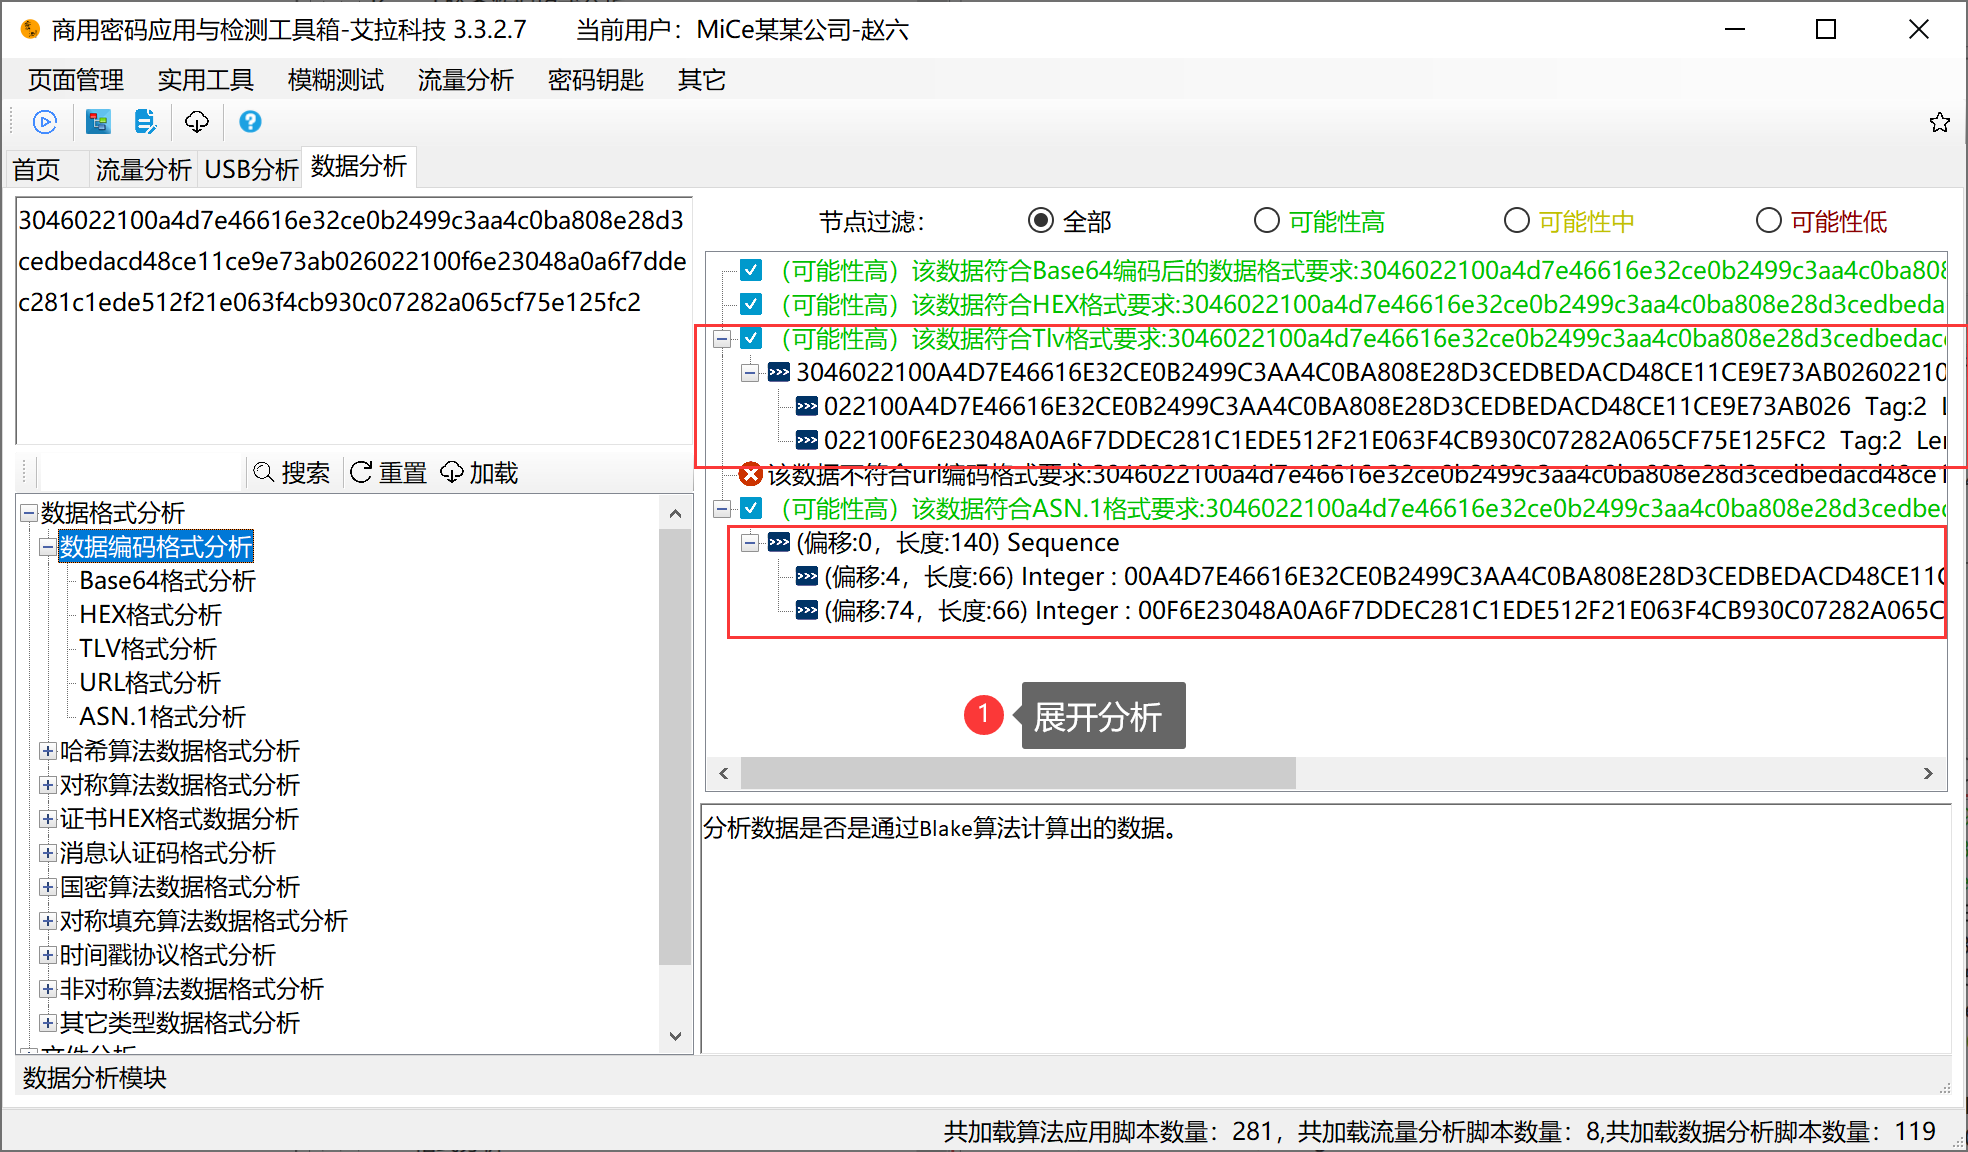 商用密码应用与检测工具箱-艾拉科技 3.3.2.7 当前用户：MiCe某某公司-赵六
页面管理 实用工具 模糊测试 流量分析 密码钥匙 其它
首页 流量分析 USB分析 数据分析
3046022100a4d7e46616e32ce0b2499c3aa4c0ba808e28d3
cedbedacd48ce11ce9e73ab026022100f6e23048a0a6f7dde
c281c1ede512f21e063f4cb930c07282a065cf75e125fc2
节点过滤： 全部 可能性高 可能性中 可能性低
（可能性高）该数据符合Base64编码后的数据格式要求:3046022100a4d7e46616e32ce0b2499c3aa4c0ba808
（可能性高）该数据符合HEX格式要求:3046022100a4d7e46616e32ce0b2499c3aa4c0ba808e28d3cedbeda
（可能性高）该数据符合Tlv格式要求:3046022100a4d7e46616e32ce0b2499c3aa4c0ba808e28d3cedbedac
3046022100A4D7E46616E32CE0B2499C3AA4C0BA808E28D3CEDBEDACD48CE11CE9E73AB02602210
022100A4D7E46616E32CE0B2499C3AA4C0BA808E28D3CEDBEDACD48CE11CE9E73AB026 Tag:2
022100F6E23048A0A6F7DDEC281C1EDE512F21E063F4CB930C07282A065CF75E125FC2 Tag:2 Ler
该数据不符合url编码格式要求:3046022100a4d7e46616e32ce0b2499c3aa4c0ba808e28d3cedbedacd48ce1
（可能性高）该数据符合ASN.1格式要求:3046022100a4d7e46616e32ce0b2499c3aa4c0ba808e28d3cedbe
(偏移:0，长度:140) Sequence
(偏移:4，长度:66) Integer : 00A4D7E46616E32CE0B2499C3AA4C0BA808E28D3CEDBEDACD48CE11C
(偏移:74，长度:66) Integer : 00F6E23048A0A6F7DDEC281C1EDE512F21E063F4CB930C07282A065C
1 展开分析
搜索 重置 加载
数据格式分析
数据编码格式分析
Base64格式分析
HEX格式分析
TLV格式分析
URL格式分析
ASN.1格式分析
哈希算法数据格式分析
对称算法数据格式分析
证书HEX格式数据分析
消息认证码格式分析
国密算法数据格式分析
对称填充算法数据格式分析
时间戳协议格式分析
非对称算法数据格式分析
其它类型数据格式分析
文件分析
分析数据是否是通过Blake算法计算出的数据。
数据分析模块
共加载算法应用脚本数量：281，共加载流量分析脚本数量：8,共加载数据分析脚本数量：119